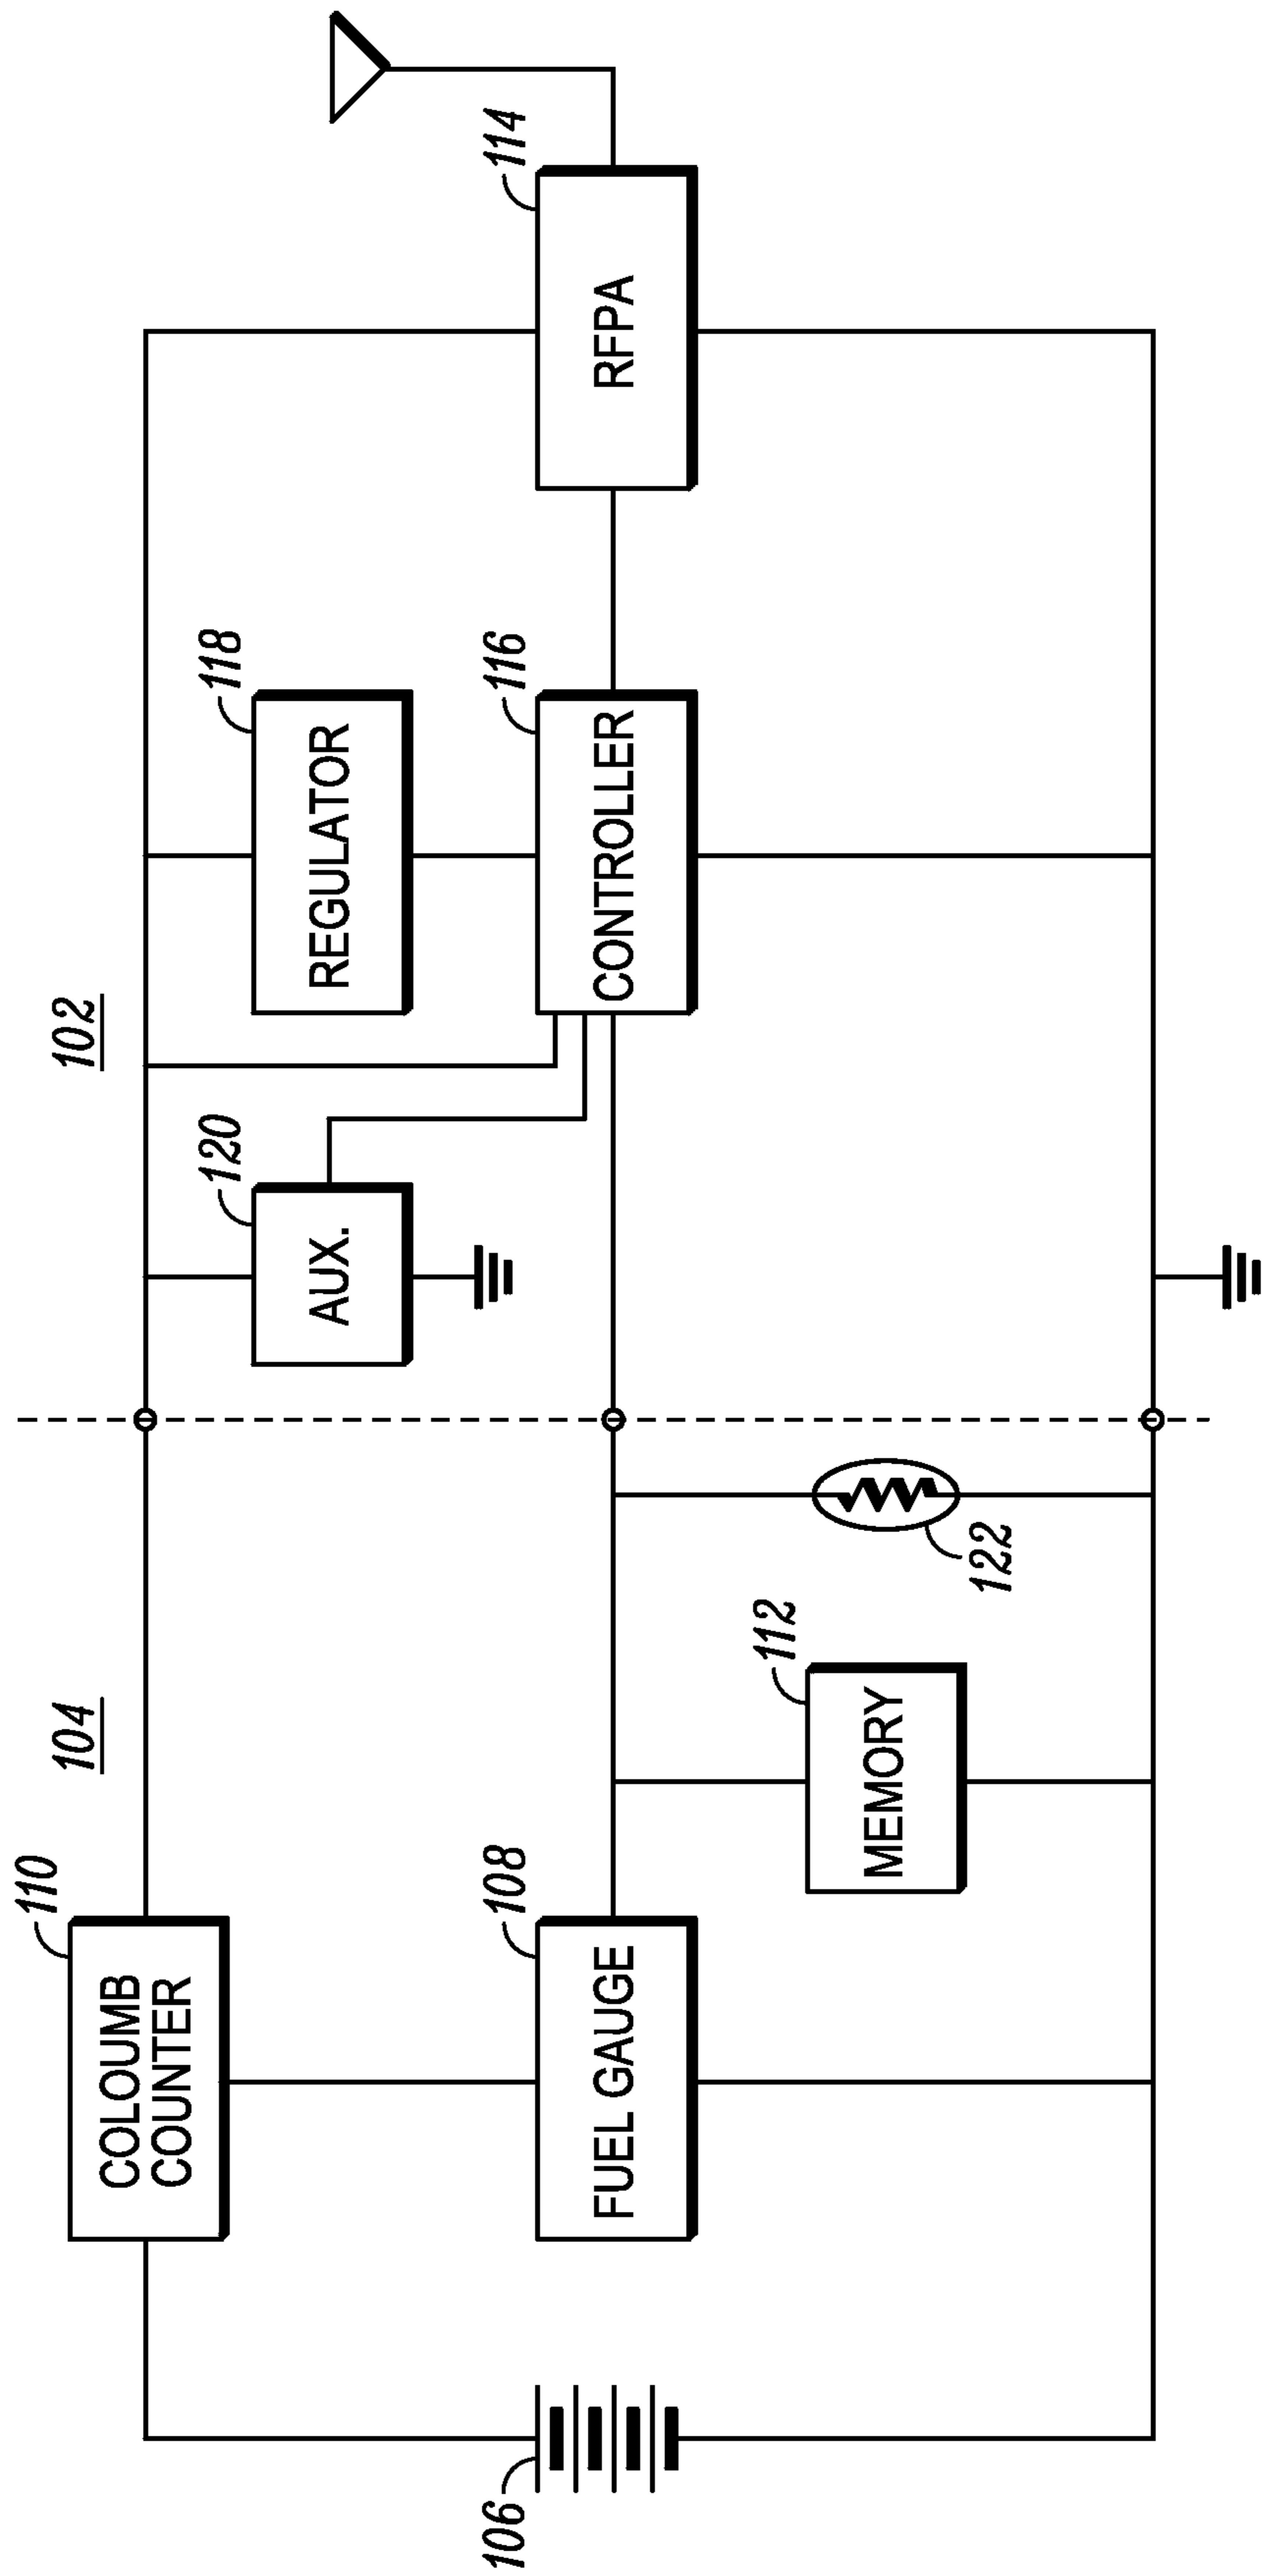 104
102
110
COLOUMB
COUNTER
120
AUX.
118
REGULATOR
106
108
FUEL GAUGE
116
CONTROLLER
114
RFPA
112
MEMORY
122